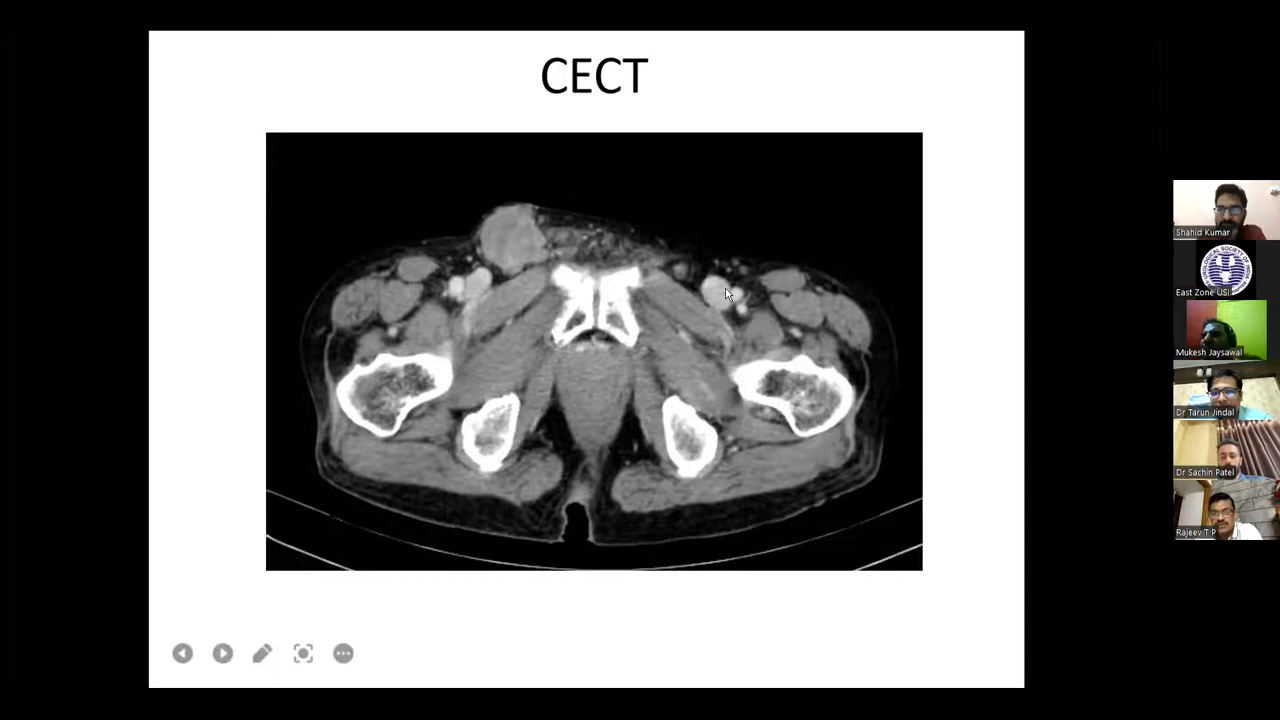 CECT
Shahid Kumar
East Zone USI
Mukesh Jaysawal
Dr Tarun Jindal
Dr Sachin Patel
Rajeev T P